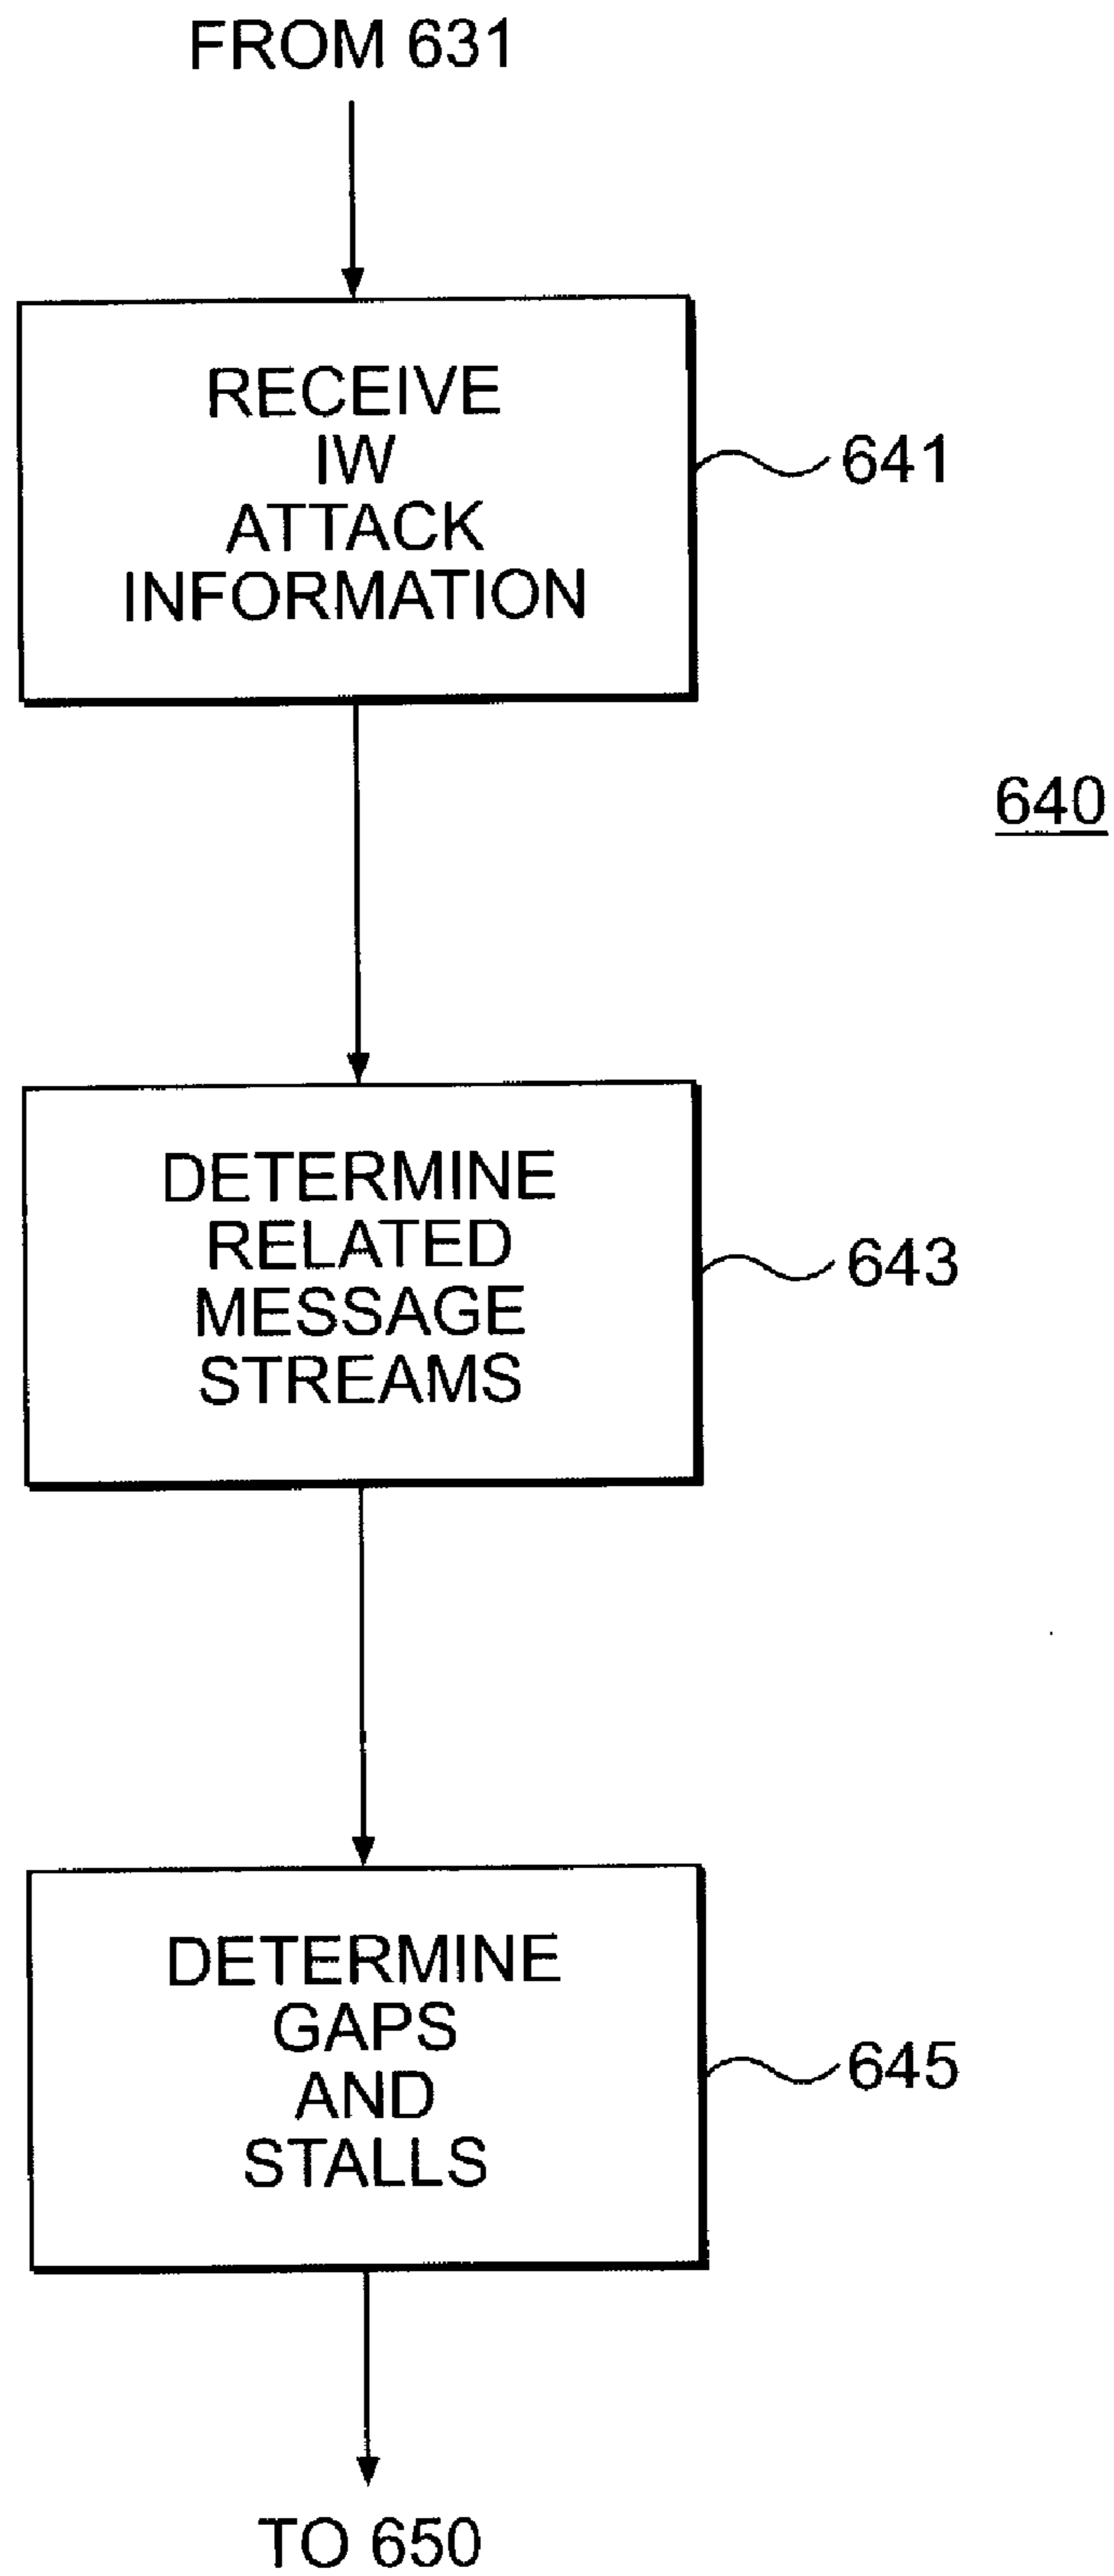 FROM 631
RECEIVE
IW
ATTACK
INFORMATION
641
640
DETERMINE
RELATED
MESSAGE
STREAMS
643
DETERMINE
GAPS
AND
STALLS
645
TO 650